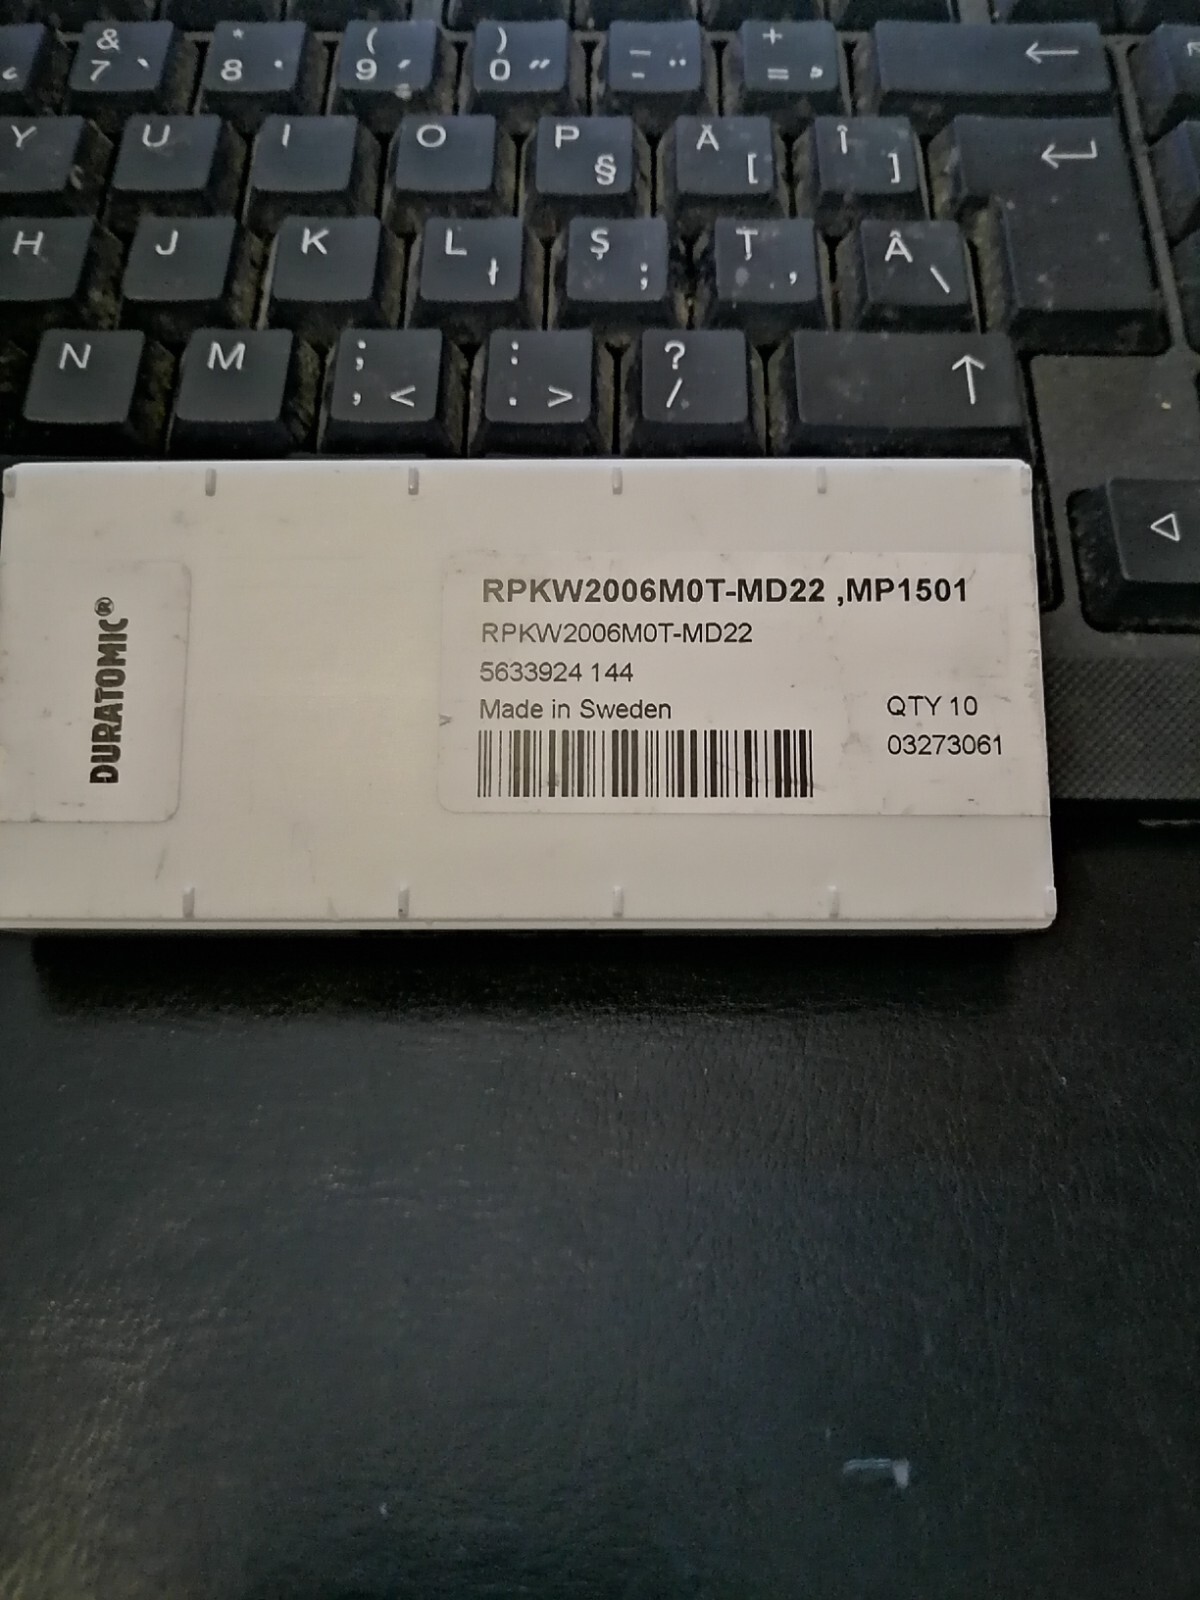 & 7 `
* 8 ·
( 9 ´
) 0 ˝
_ - ¨
+ = ¸
←
Y U I O P § Ă [ Î ]
H J K L ł Ş ; Ţ , Â \
N M ; , < : . > ? / ↑
RPKW2006M0T-MD22 ,MP1501
RPKW2006M0T-MD22
5633924 144
Made in Sweden
QTY 10
03273061
DURATOMIC®